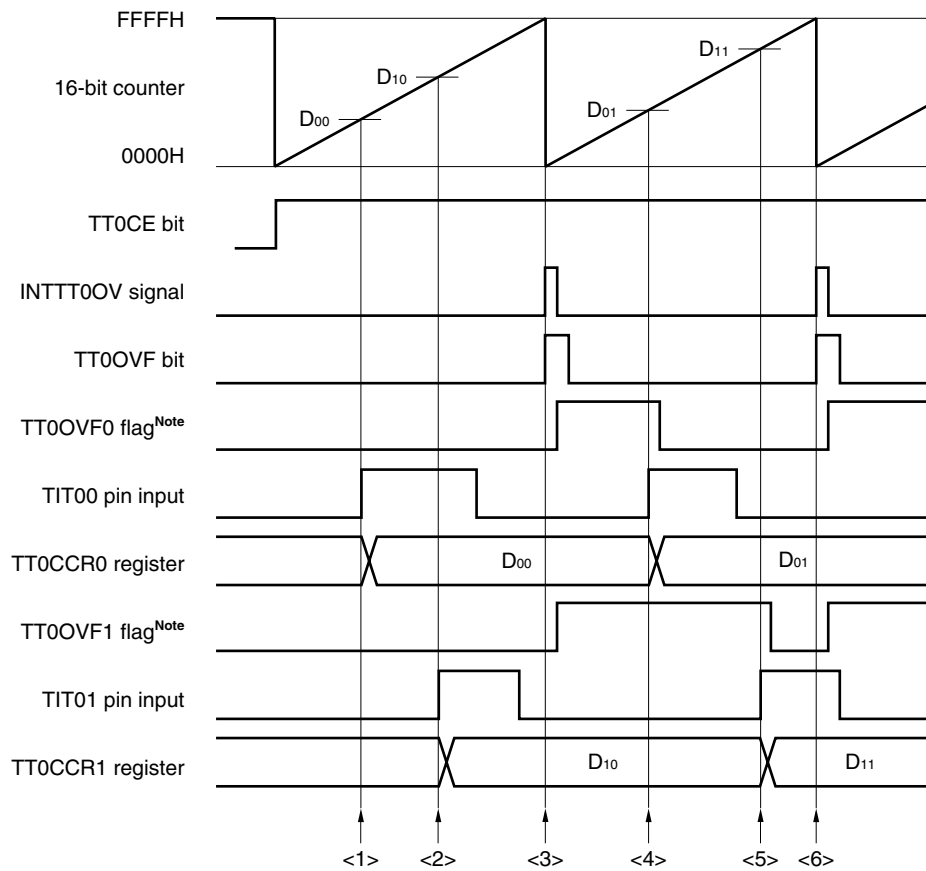 FFFFH
D11
D10
16-bit counter
D01
D00
0000H
TT0CE bit
INTTT0OV signal
TT0OVF bit
TT0OVF0 flagNote
TIT00 pin input
TT0CCR0 register
D00
D01
TT0OVF1 flagNote
TIT01 pin input
TT0CCR1 register
D10
D11
<1>
<2>
<3>
<4>
<5>
<6>